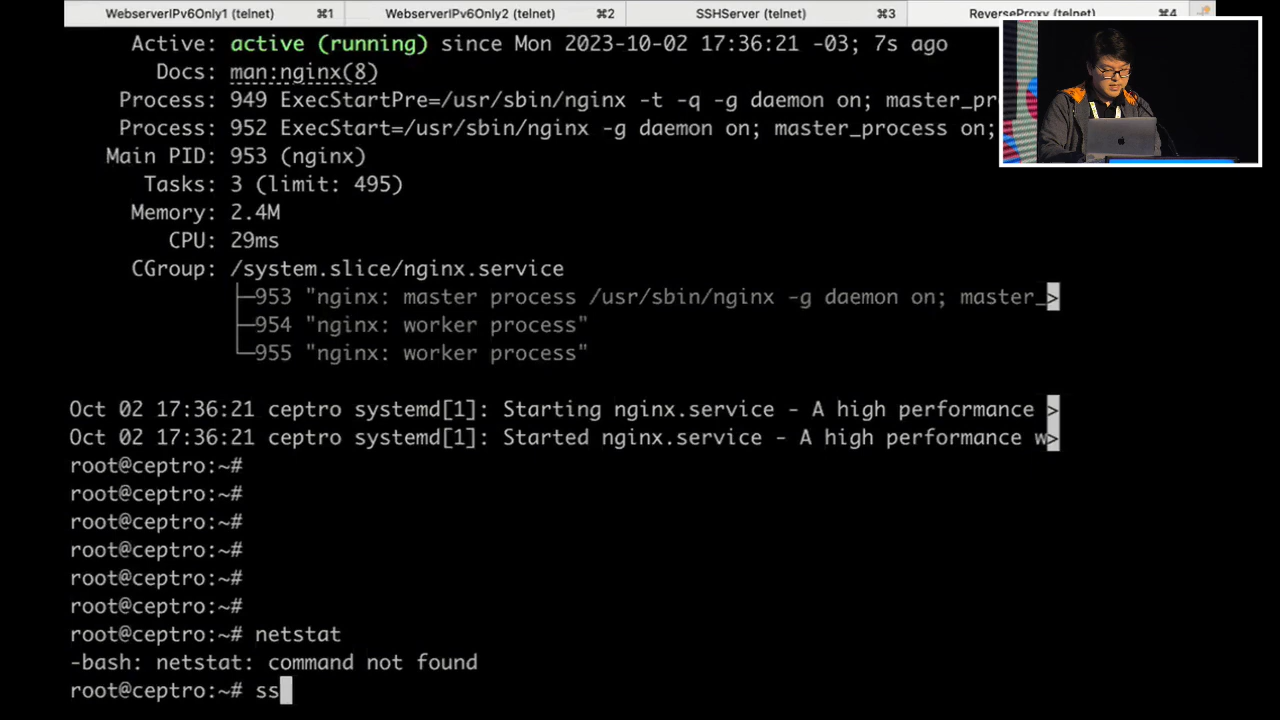 WebserverIPv6Only1 (telnet) ⌘1 WebserverIPv6Only2 (telnet) ⌘2 SSHServer (telnet) ⌘3 ReverseProxy (telnet) ⌘4
Active: active (running) since Mon 2023-10-02 17:36:21 -03; 7s ago
Docs: man:nginx(8)
Process: 949 ExecStartPre=/usr/sbin/nginx -t -q -g daemon on; master_pr
Process: 952 ExecStart=/usr/sbin/nginx -g daemon on; master_process on;
Main PID: 953 (nginx)
Tasks: 3 (limit: 495)
Memory: 2.4M
CPU: 29ms
CGroup: /system.slice/nginx.service
├─953 "nginx: master process /usr/sbin/nginx -g daemon on; master_>
├─954 "nginx: worker process"
└─955 "nginx: worker process"
Oct 02 17:36:21 ceptro systemd[1]: Starting nginx.service - A high performance >
Oct 02 17:36:21 ceptro systemd[1]: Started nginx.service - A high performance w>
root@ceptro:~#
root@ceptro:~#
root@ceptro:~#
root@ceptro:~#
root@ceptro:~#
root@ceptro:~#
root@ceptro:~# netstat
-bash: netstat: command not found
root@ceptro:~# ss